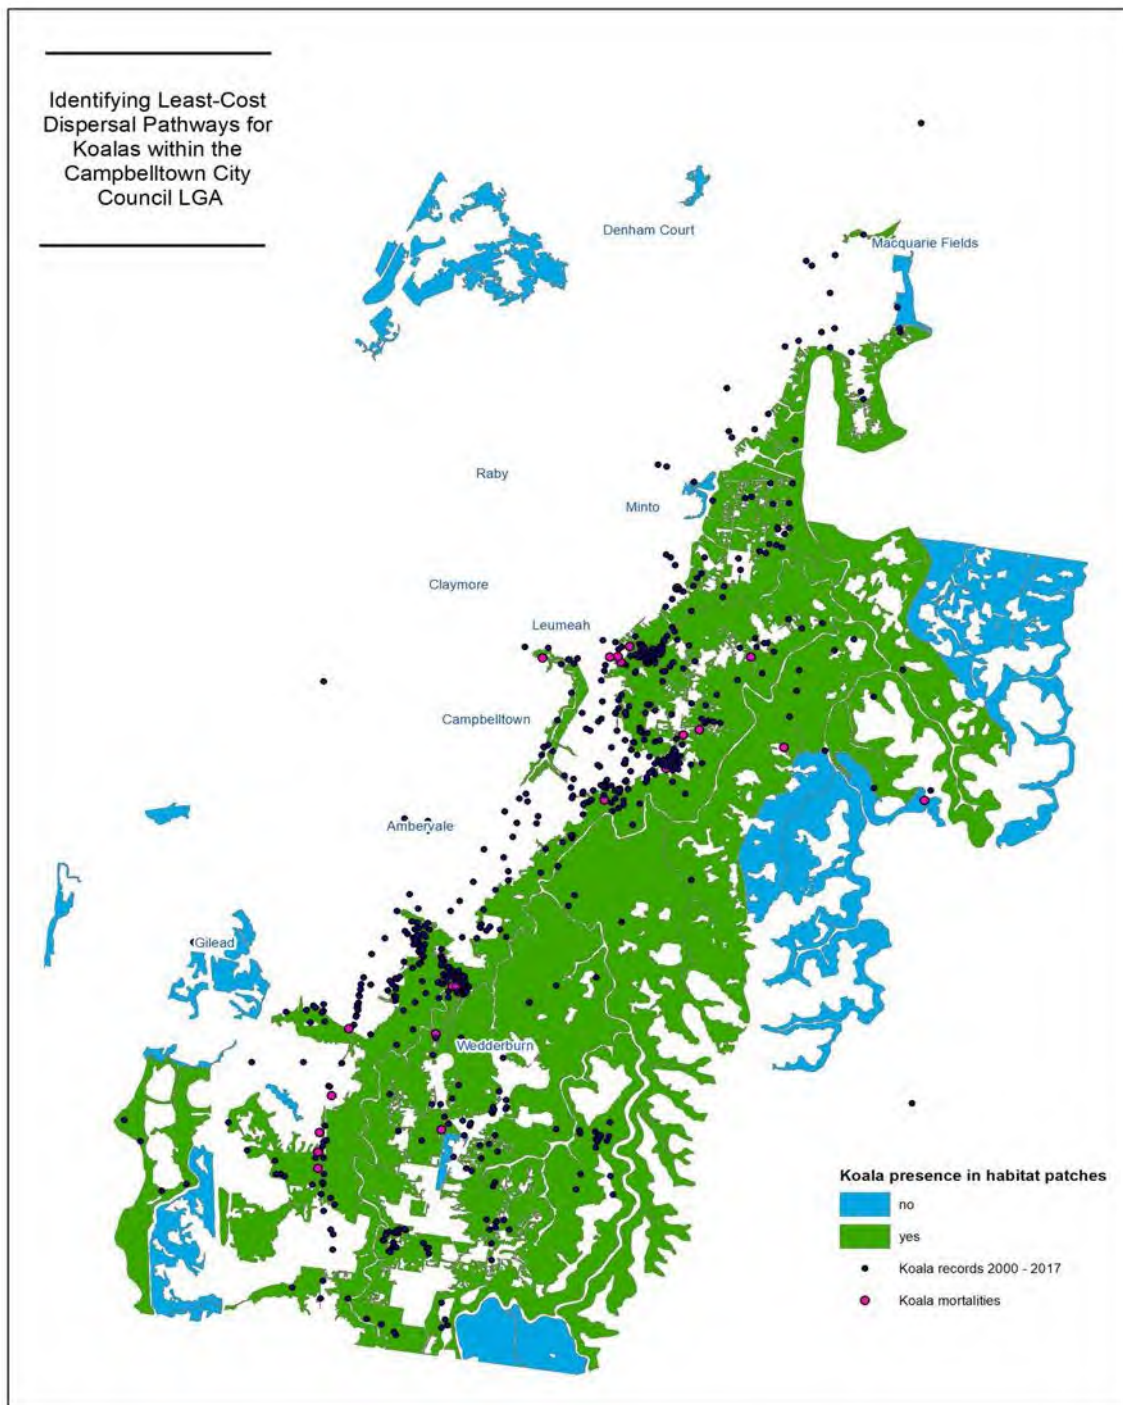 Identifying Least-Cost
Dispersal Pathways for
Koalas within the
Campbelltown City
Council LGA
Denham Court
Macquarie Fields
Raby
Minto
Claymore
Leumeah
Campbelltown
Ambervale
Gilead
Wedderburn
Koala presence in habitat patches
no
yes
Koala records 2000 - 2017
Koala mortalities